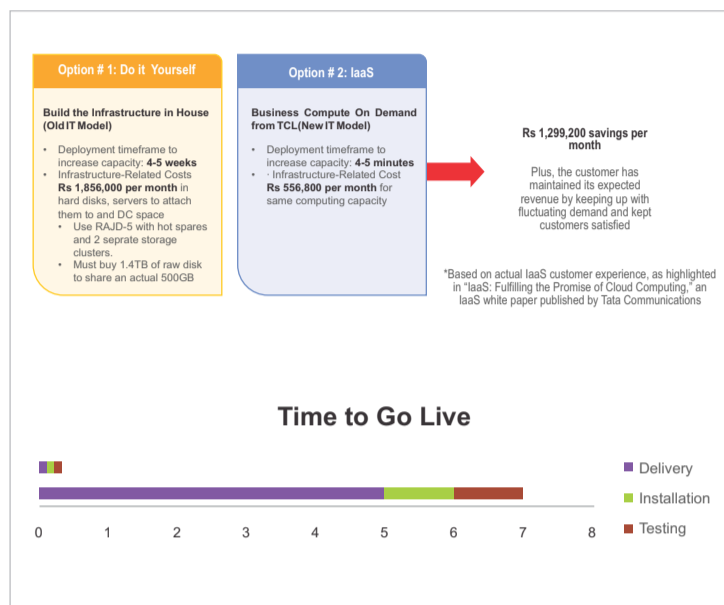 Option # 1: Do it Yourself
Build the Infrastructure in House
(Old IT Model)
• Deployment timeframe to
increase capacity: 4-5 weeks
• Infrastructure-Related Costs
Rs 1,856,000 per month in
hard disks, servers to attach
them to and DC space
• Use RAJD-5 with hot spares
and 2 seprate storage
clusters.
• Must buy 1.4TB of raw disk
to share an actual 500GB
Option # 2: IaaS
Business Compute On Demand
from TCL(New IT Model)
• Deployment timeframe to
increase capacity: 4-5 minutes
• · Infrastructure-Related Cost
Rs 556,800 per month for
same computing capacity
Rs 1,299,200 savings per
month
Plus, the customer has
maintained its expected
revenue by keeping up with
fluctuating demand and kept
customers satisfied
*Based on actual IaaS customer experience, as highlighted
in “IaaS: Fulfilling the Promise of Cloud Computing,” an
IaaS white paper published by Tata Communications
Time to Go Live
Delivery
Installation
Testing
0 1 2 3 4 5 6 7 8